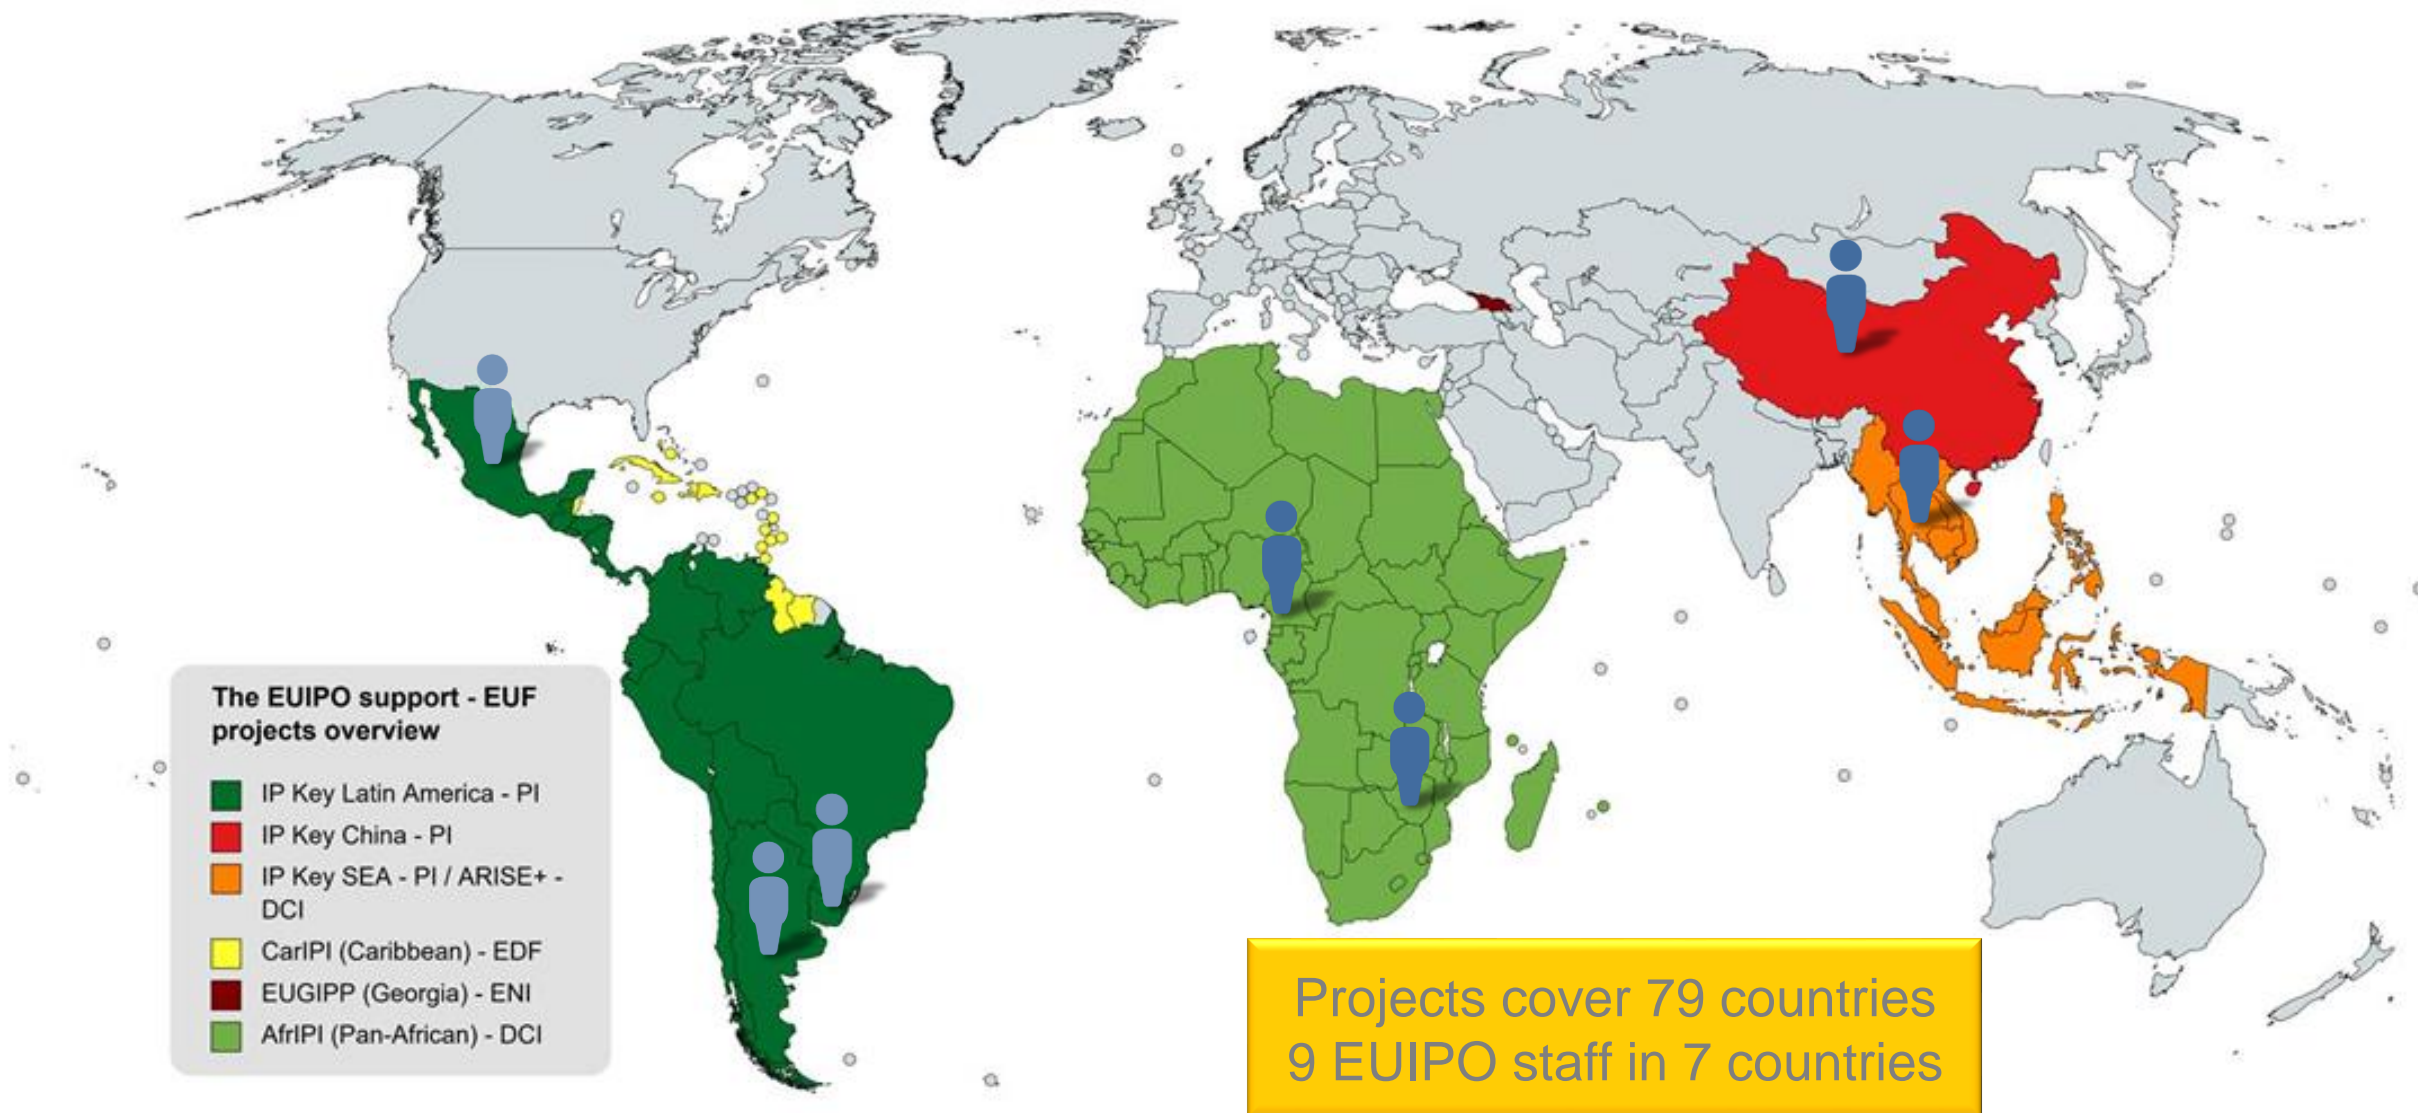 The EUIPO support - EUF
projects overview
IP Key Latin America - PI
IP Key China - PI
IP Key SEA - PI / ARISE+ -
DCI
CarIPI (Caribbean) - EDF
EUGIPP (Georgia) - ENI
AfrIPI (Pan-African) - DCI
Projects cover 79 countries
9 EUIPO staff in 7 countries